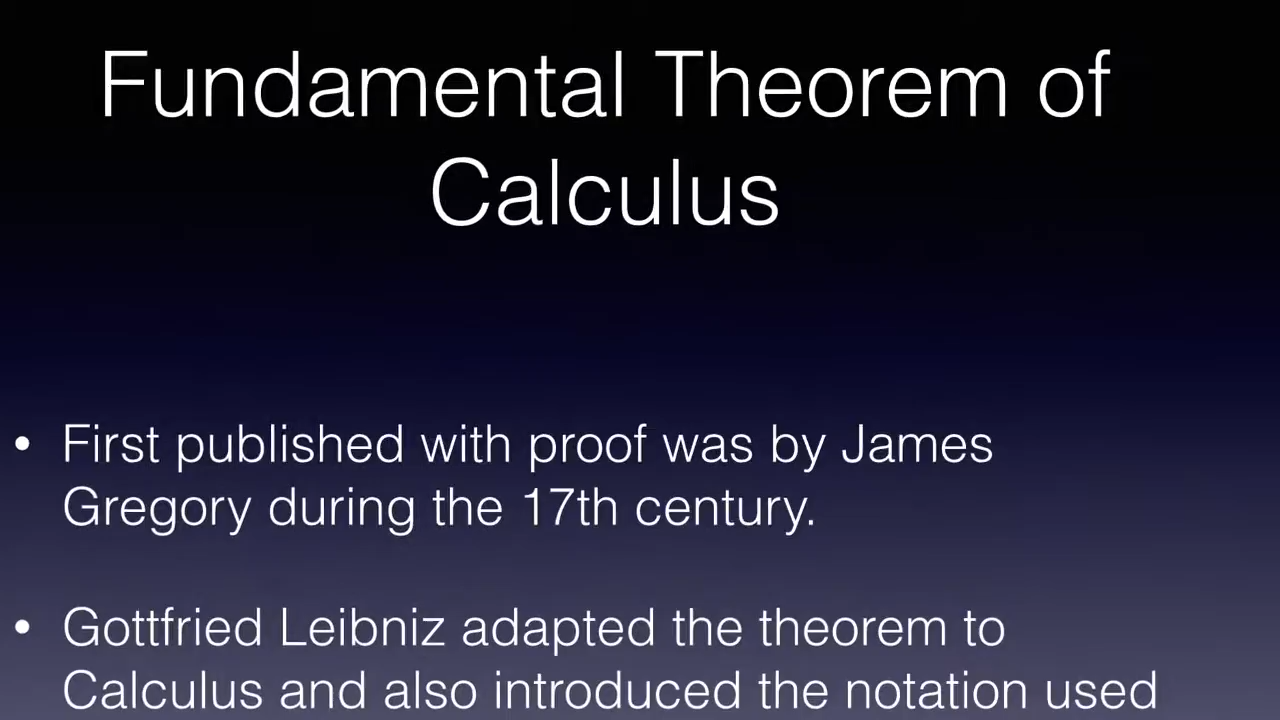 Fundamental Theorem of
Calculus
• First published with proof was by James
Gregory during the 17th century.
• Gottfried Leibniz adapted the theorem to
Calculus and also introduced the notation used